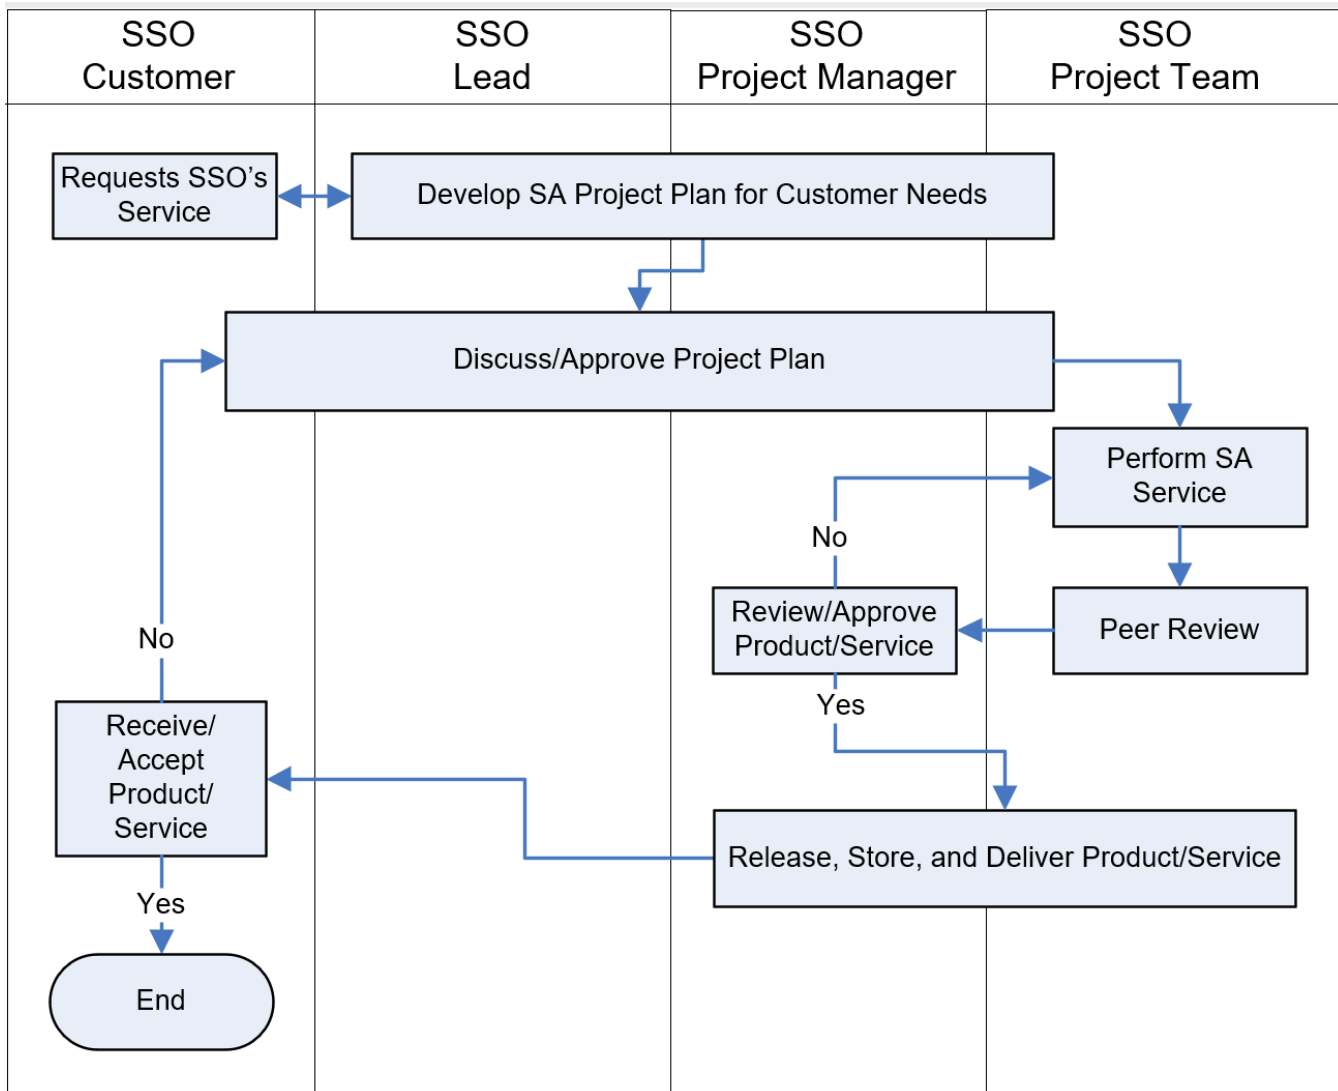 SSO
Customer
SSO
Lead
SSO
Project Manager
SSO
Project Team
Requests SSO's
Service
Develop SA Project Plan for Customer Needs
Discuss/Approve Project Plan
Perform SA
Service
No
Review/Approve
Product/Service
Peer Review
No
Yes
Receive/
Accept
Product/
Service
Release, Store, and Deliver Product/Service
Yes
End